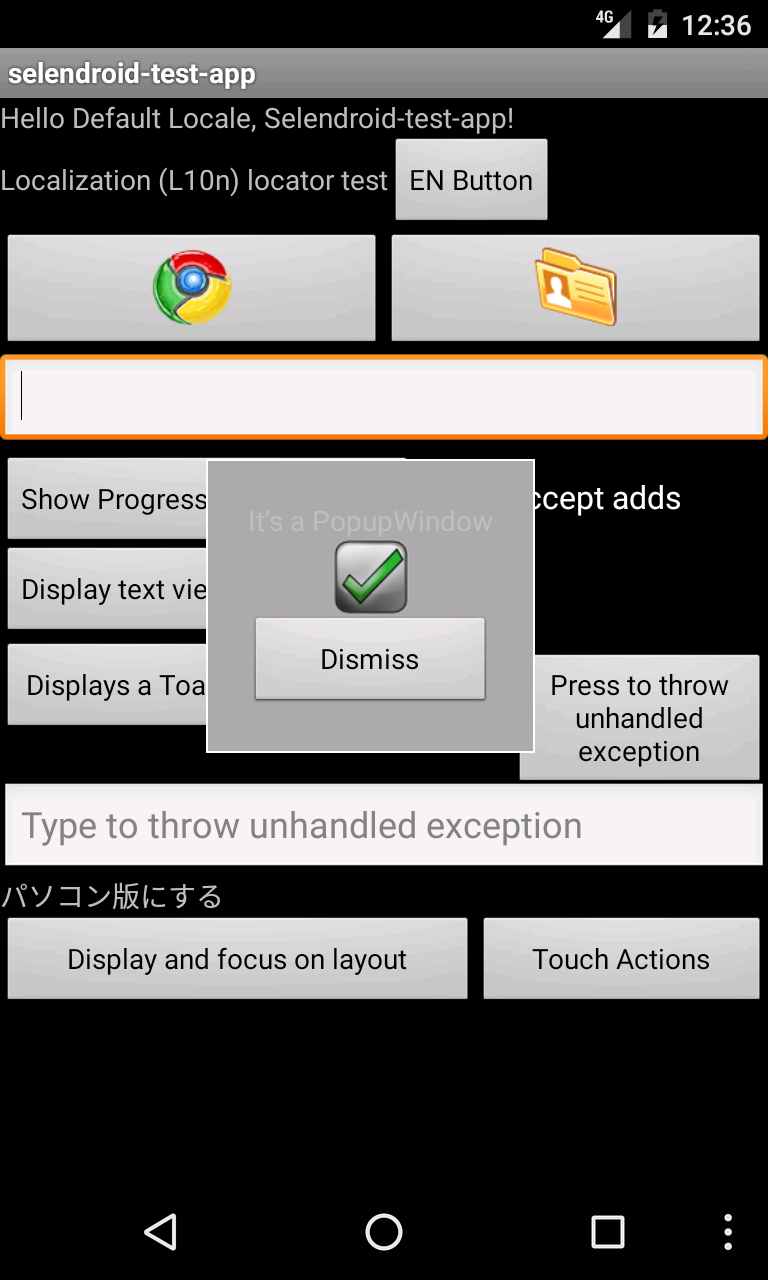 4G 12:36
selendroid-test-app
Hello Default Locale, Selendroid-test-app!
Localization (L10n) locator test EN Button
Show Progress
ccept adds
It's a PopupWindow
Display text vie
Dismiss
Displays a Toa
Press to throw
unhandled
exception
Type to throw unhandled exception
パソコン版にする
Display and focus on layout Touch Actions